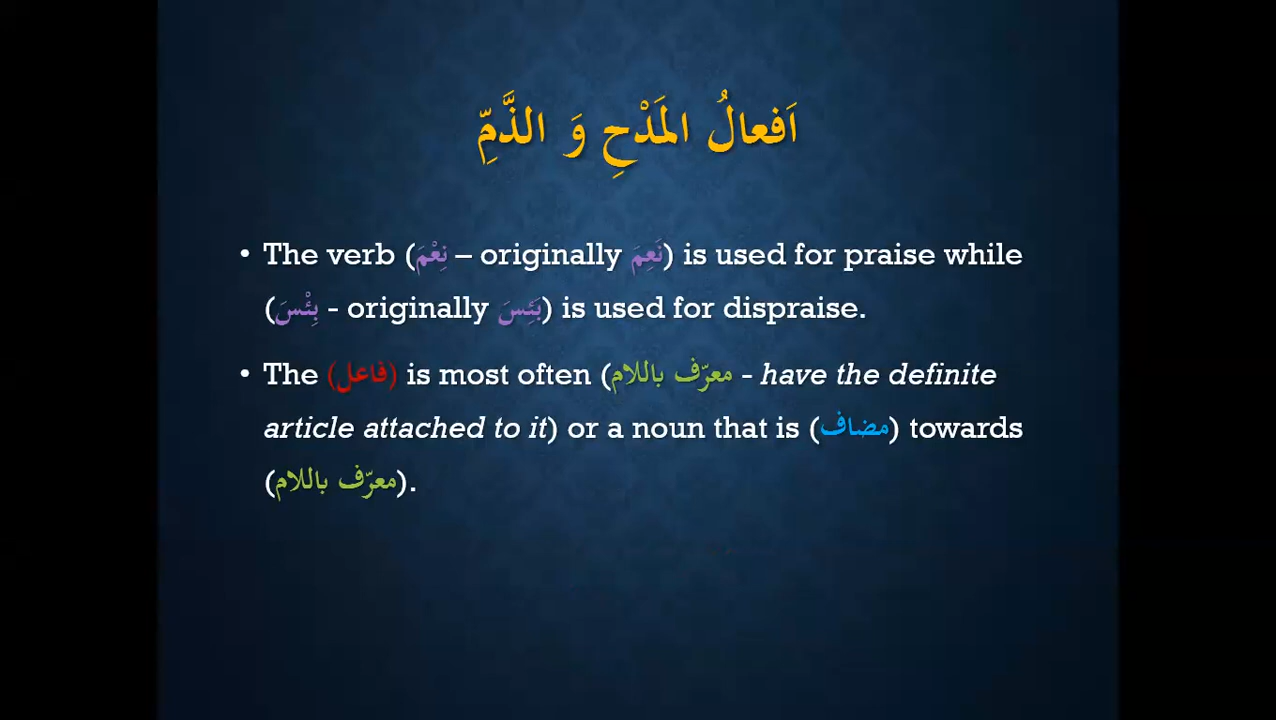 اَفعالُ المَدْحِ وَ الذَّمِّ
• The verb (نِعْمَ – originally نَعِمَ) is used for praise while
(بِئْسَ - originally بَئِسَ) is used for dispraise.
• The (فاعل) is most often (معرّف باللام - have the definite
article attached to it) or a noun that is (مضاف) towards
(معرّف باللام).